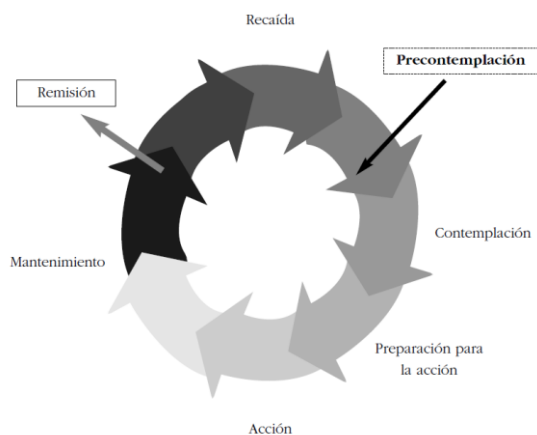 Recaída
Precontemplación
Remisión
Contemplación
Mantenimiento
Preparación para
la acción
Acción